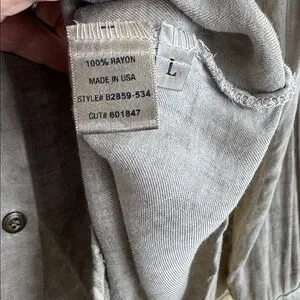 100% RAYON
MADE IN USA
STYLE# B2859-534
CUT# 601847
L